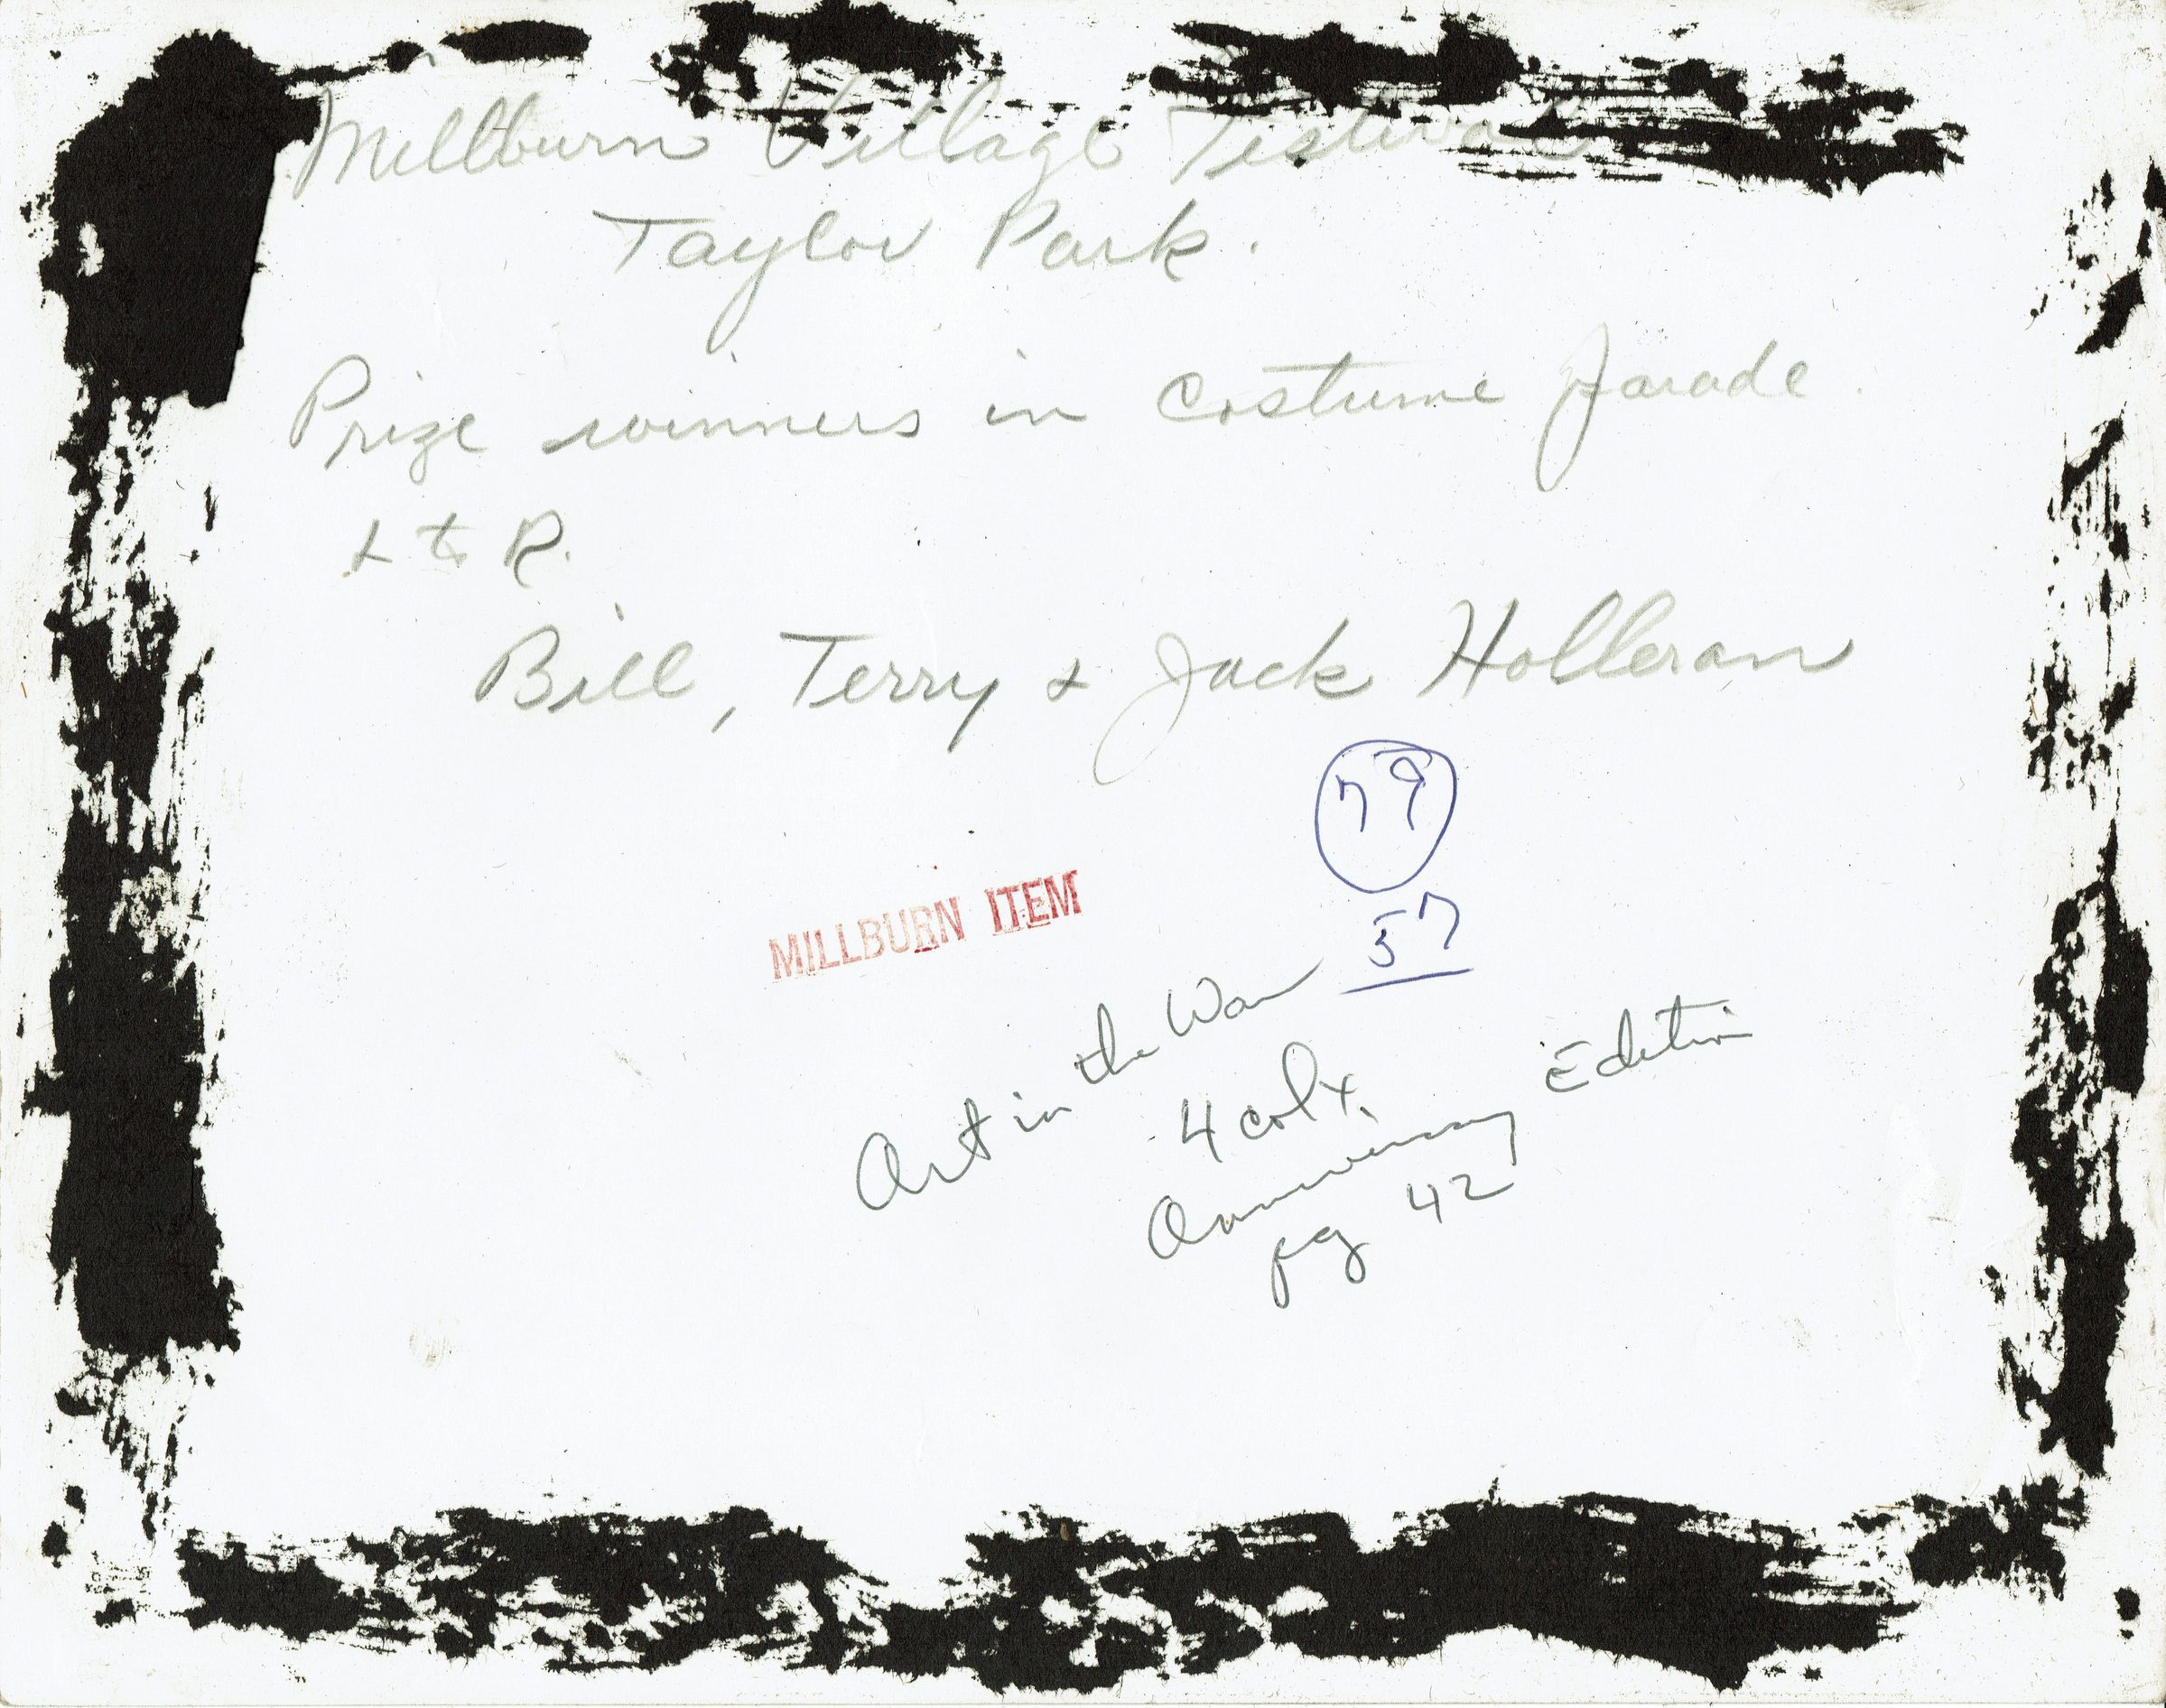 Millburn Village Festival
Taylor Park.
Prize winners in costume parade.
L to R.
Bill, Terry & Jack Holleran
79
57
MILLBURN ITEM
Art in the War
4 col x.
Anniversary Edition
pg 42